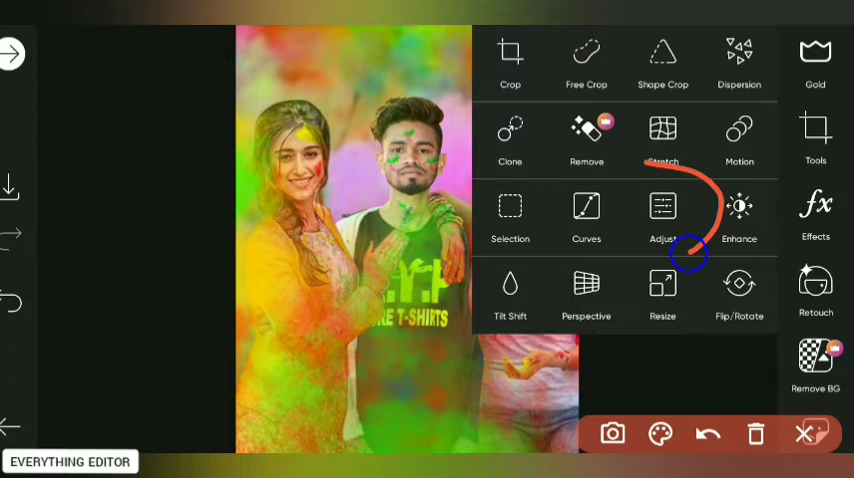 Crop
Free Crop
Shape Crop
Dispersion
Gold
Clone
Remove
Stretch
Motion
Tools
fx
Selection
Curves
Adjust
Enhance
Effects
Tilt Shift
Perspective
Resize
Flip/Rotate
Retouch
RE T-SHIRTS
Remove BG
EVERYTHING EDITOR